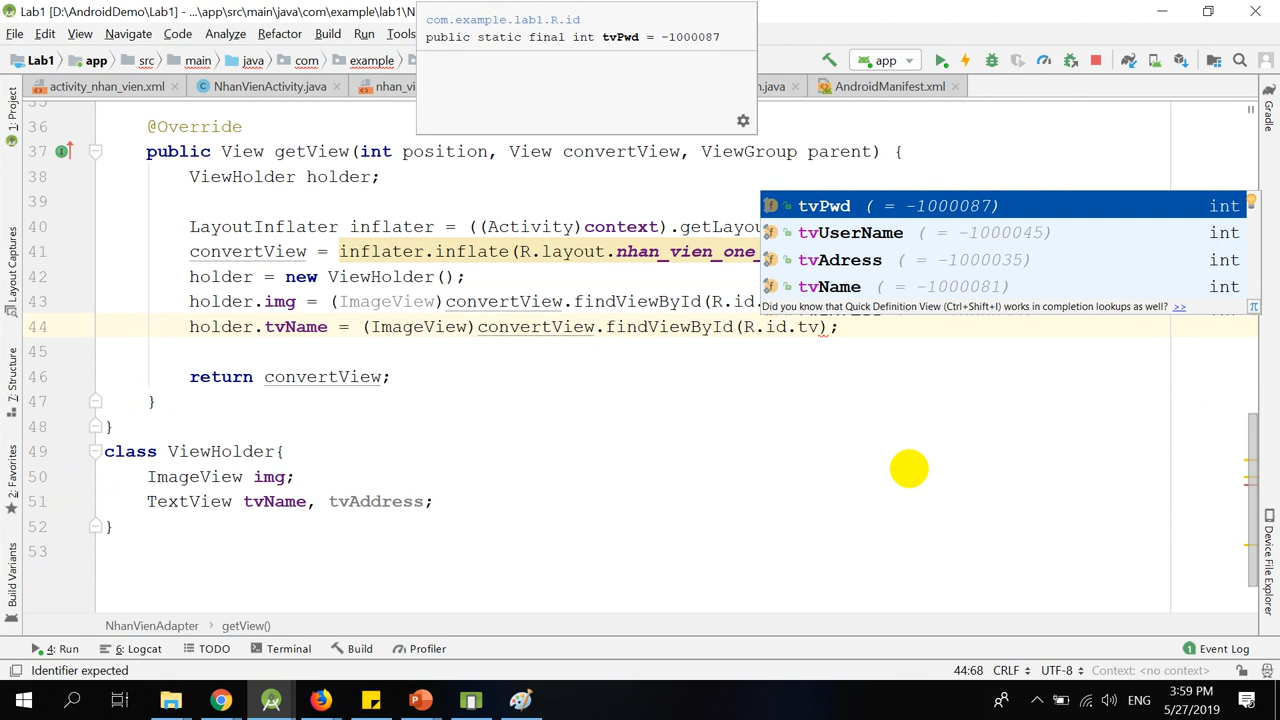 Lab1 [D:\AndroidDemo\Lab1] - ...\app\src\main\java\com\example\lab1\N
File Edit View Navigate Code Analyze Refactor Build Run Tools
com.example.lab1.R.id
public static final int tvPwd = -1000087
Lab1 app src main java com example
app
activity_nhan_vien.xml NhanVienActivity.java nhan_vi .java AndroidManifest.xml
35
36 @Override
37 public View getView(int position, View convertView, ViewGroup parent) {
38 ViewHolder holder;
39
40 LayoutInflater inflater = ((Activity)context).getLayou
41 convertView = inflater.inflate(R.layout.nhan_vien_one_
42 holder = new ViewHolder();
43 holder.img = (ImageView)convertView.findViewById(R.id.
44 holder.tvName = (ImageView)convertView.findViewById(R.id.tv);
45
46 return convertView;
47 }
48 }
49 class ViewHolder{
50 ImageView img;
51 TextView tvName, tvAddress;
52 }
53
tvPwd ( = -1000087) int
tvUserName ( = -1000045) int
tvAdress ( = -1000035) int
tvName ( = -1000081) int
Did you know that Quick Definition View (Ctrl+Shift+I) works in completion lookups as well? >> π
1: Project
Layout Captures
7: Structure
2: Favorites
Build Variants
Gradle
Device File Explorer
NhanVienAdapter › getView()
4: Run 6: Logcat TODO Terminal Build Profiler 1 Event Log
Identifier expected 44:68 CRLF UTF-8 Context: <no context>
ENG
3:59 PM
5/27/2019